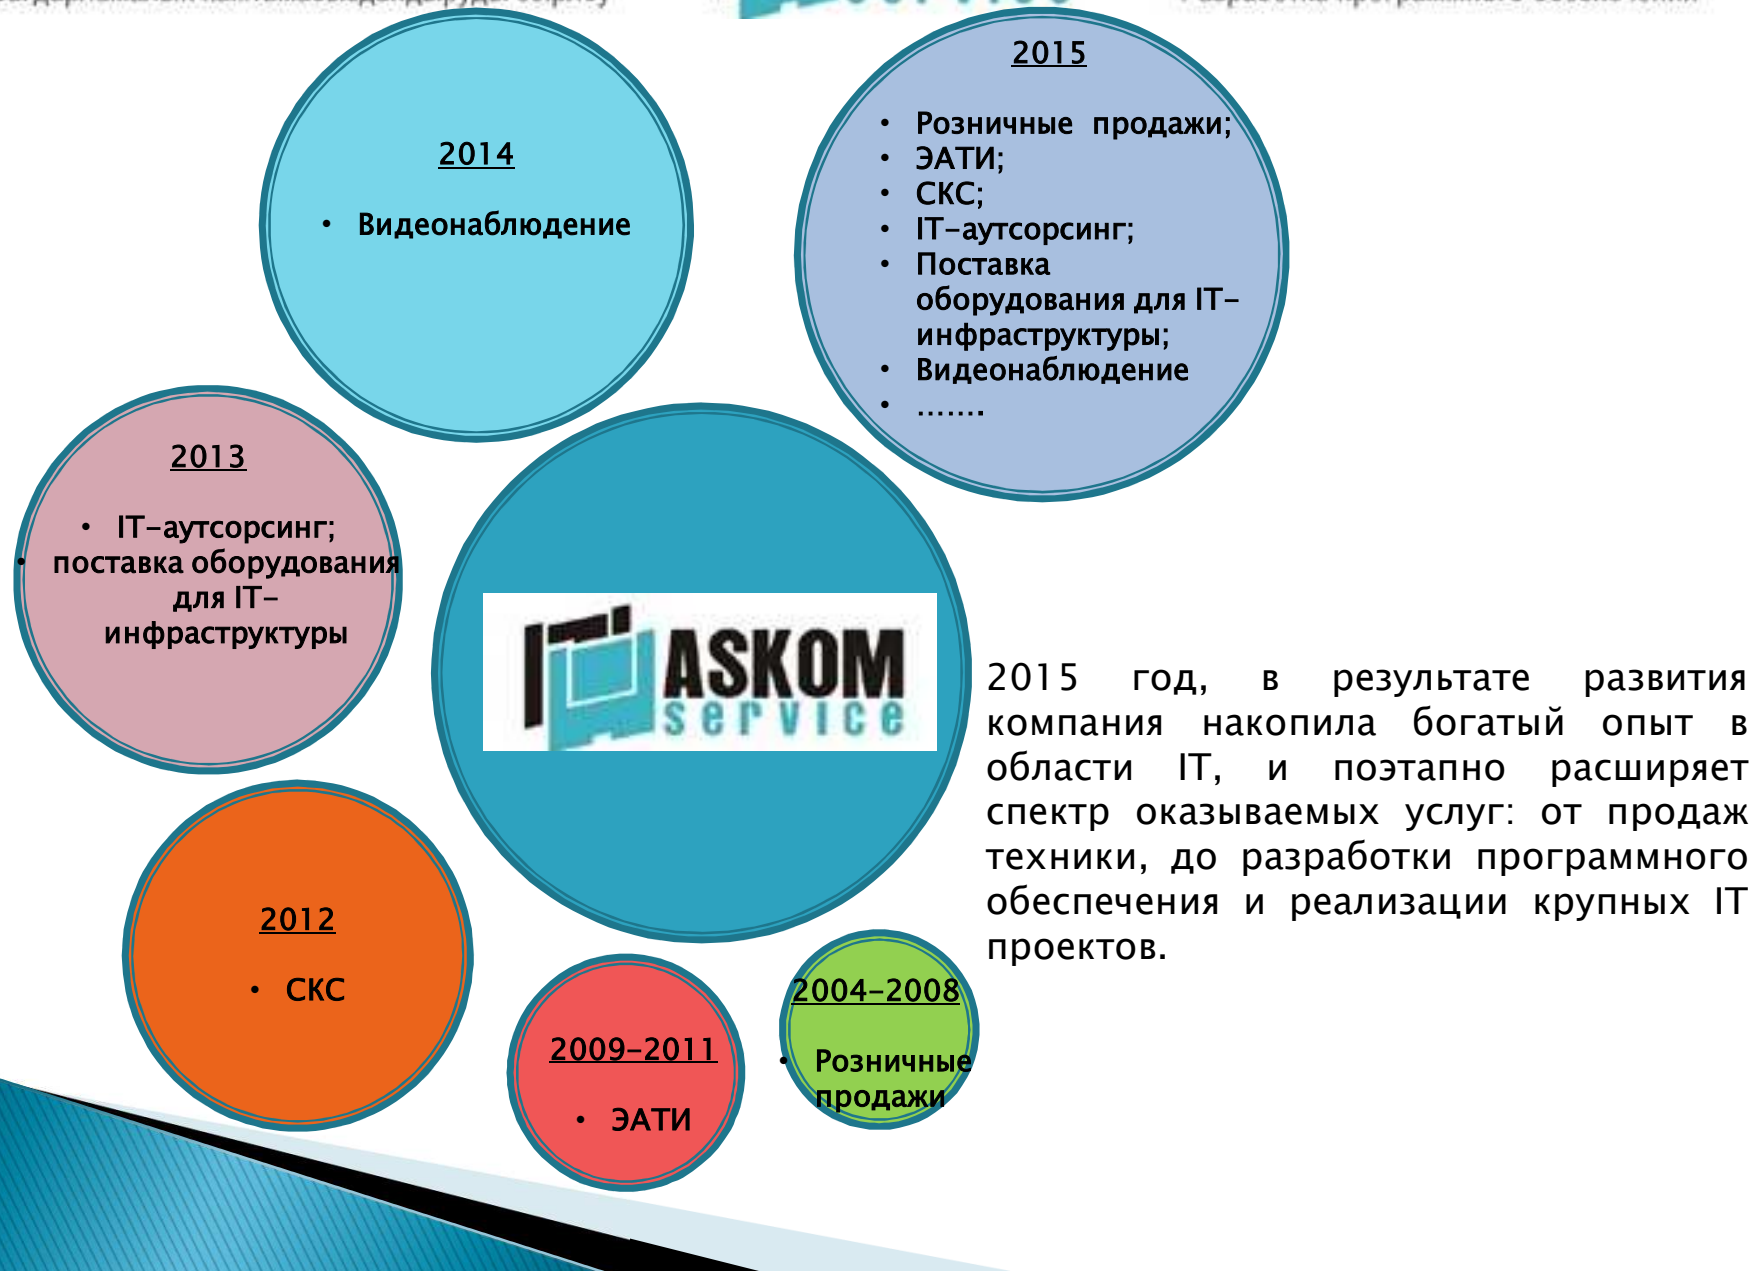 Разработка программного обеспечения
2014
• Видеонаблюдение
2015
• Розничные продажи;
• ЭАТИ;
• СКС;
• IT-аутсорсинг;
• Поставка
оборудования для IT-
инфраструктуры;
• Видеонаблюдение
• …….
2013
• IT-аутсорсинг;
• поставка оборудования
для IT-
инфраструктуры
ASKOM
service
2015 год, в результате развития
компания накопила богатый опыт в
области IT, и поэтапно расширяет
спектр оказываемых услуг: от продаж
техники, до разработки программного
обеспечения и реализации крупных IT
проектов.
2012
• СКС
2009-2011
• ЭАТИ
2004-2008
• Розничные
продажи